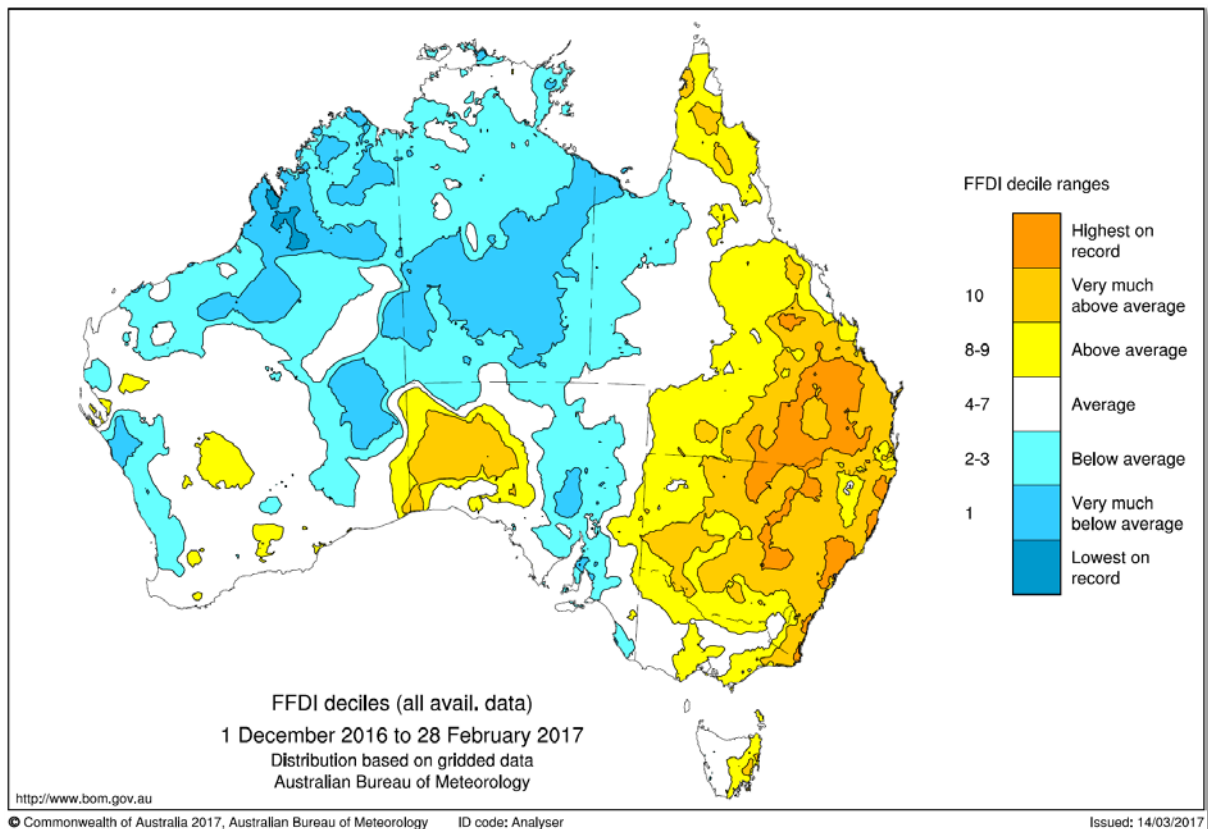 FFDI decile ranges
Highest on
record
10
Very much
above average
8-9
Above average
4-7
Average
2-3
Below average
1
Very much
below average
Lowest on
record
FFDI deciles (all avail. data)
1 December 2016 to 28 February 2017
Distribution based on gridded data
Australian Bureau of Meteorology
http://www.bom.gov.au
© Commonwealth of Australia 2017, Australian Bureau of Meteorology ID code: Analyser Issued: 14/03/2017